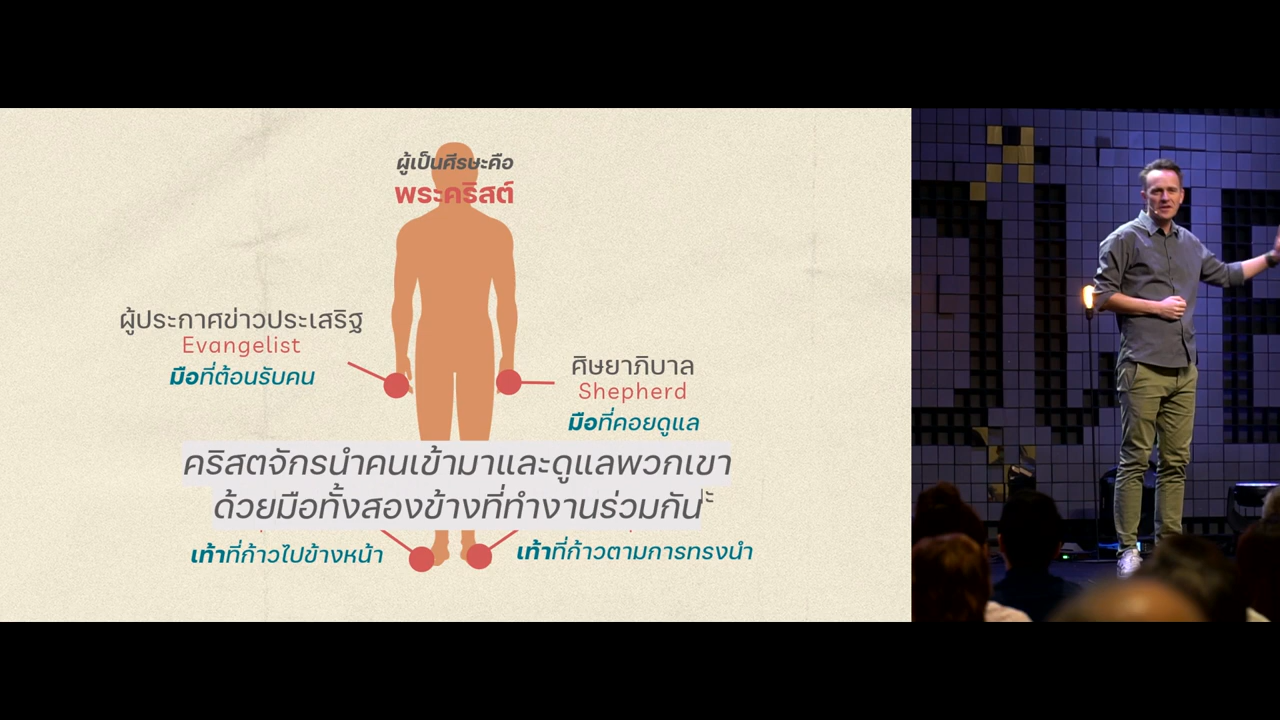 ผู้เป็นศีรษะคือ
พระคริสต์
ผู้ประกาศข่าวประเสริฐ
Evangelist
มือที่ต้อนรับคน
ศิษยาภิบาล
Shepherd
มือที่คอยดูแล
คริสตจักรนำคนเข้ามาและดูแลพวกเขา
ด้วยมือทั้งสองข้างที่ทำงานร่วมกัน
เท้าที่ก้าวไปข้างหน้า
เท้าที่ก้าวตามการทรงนำ